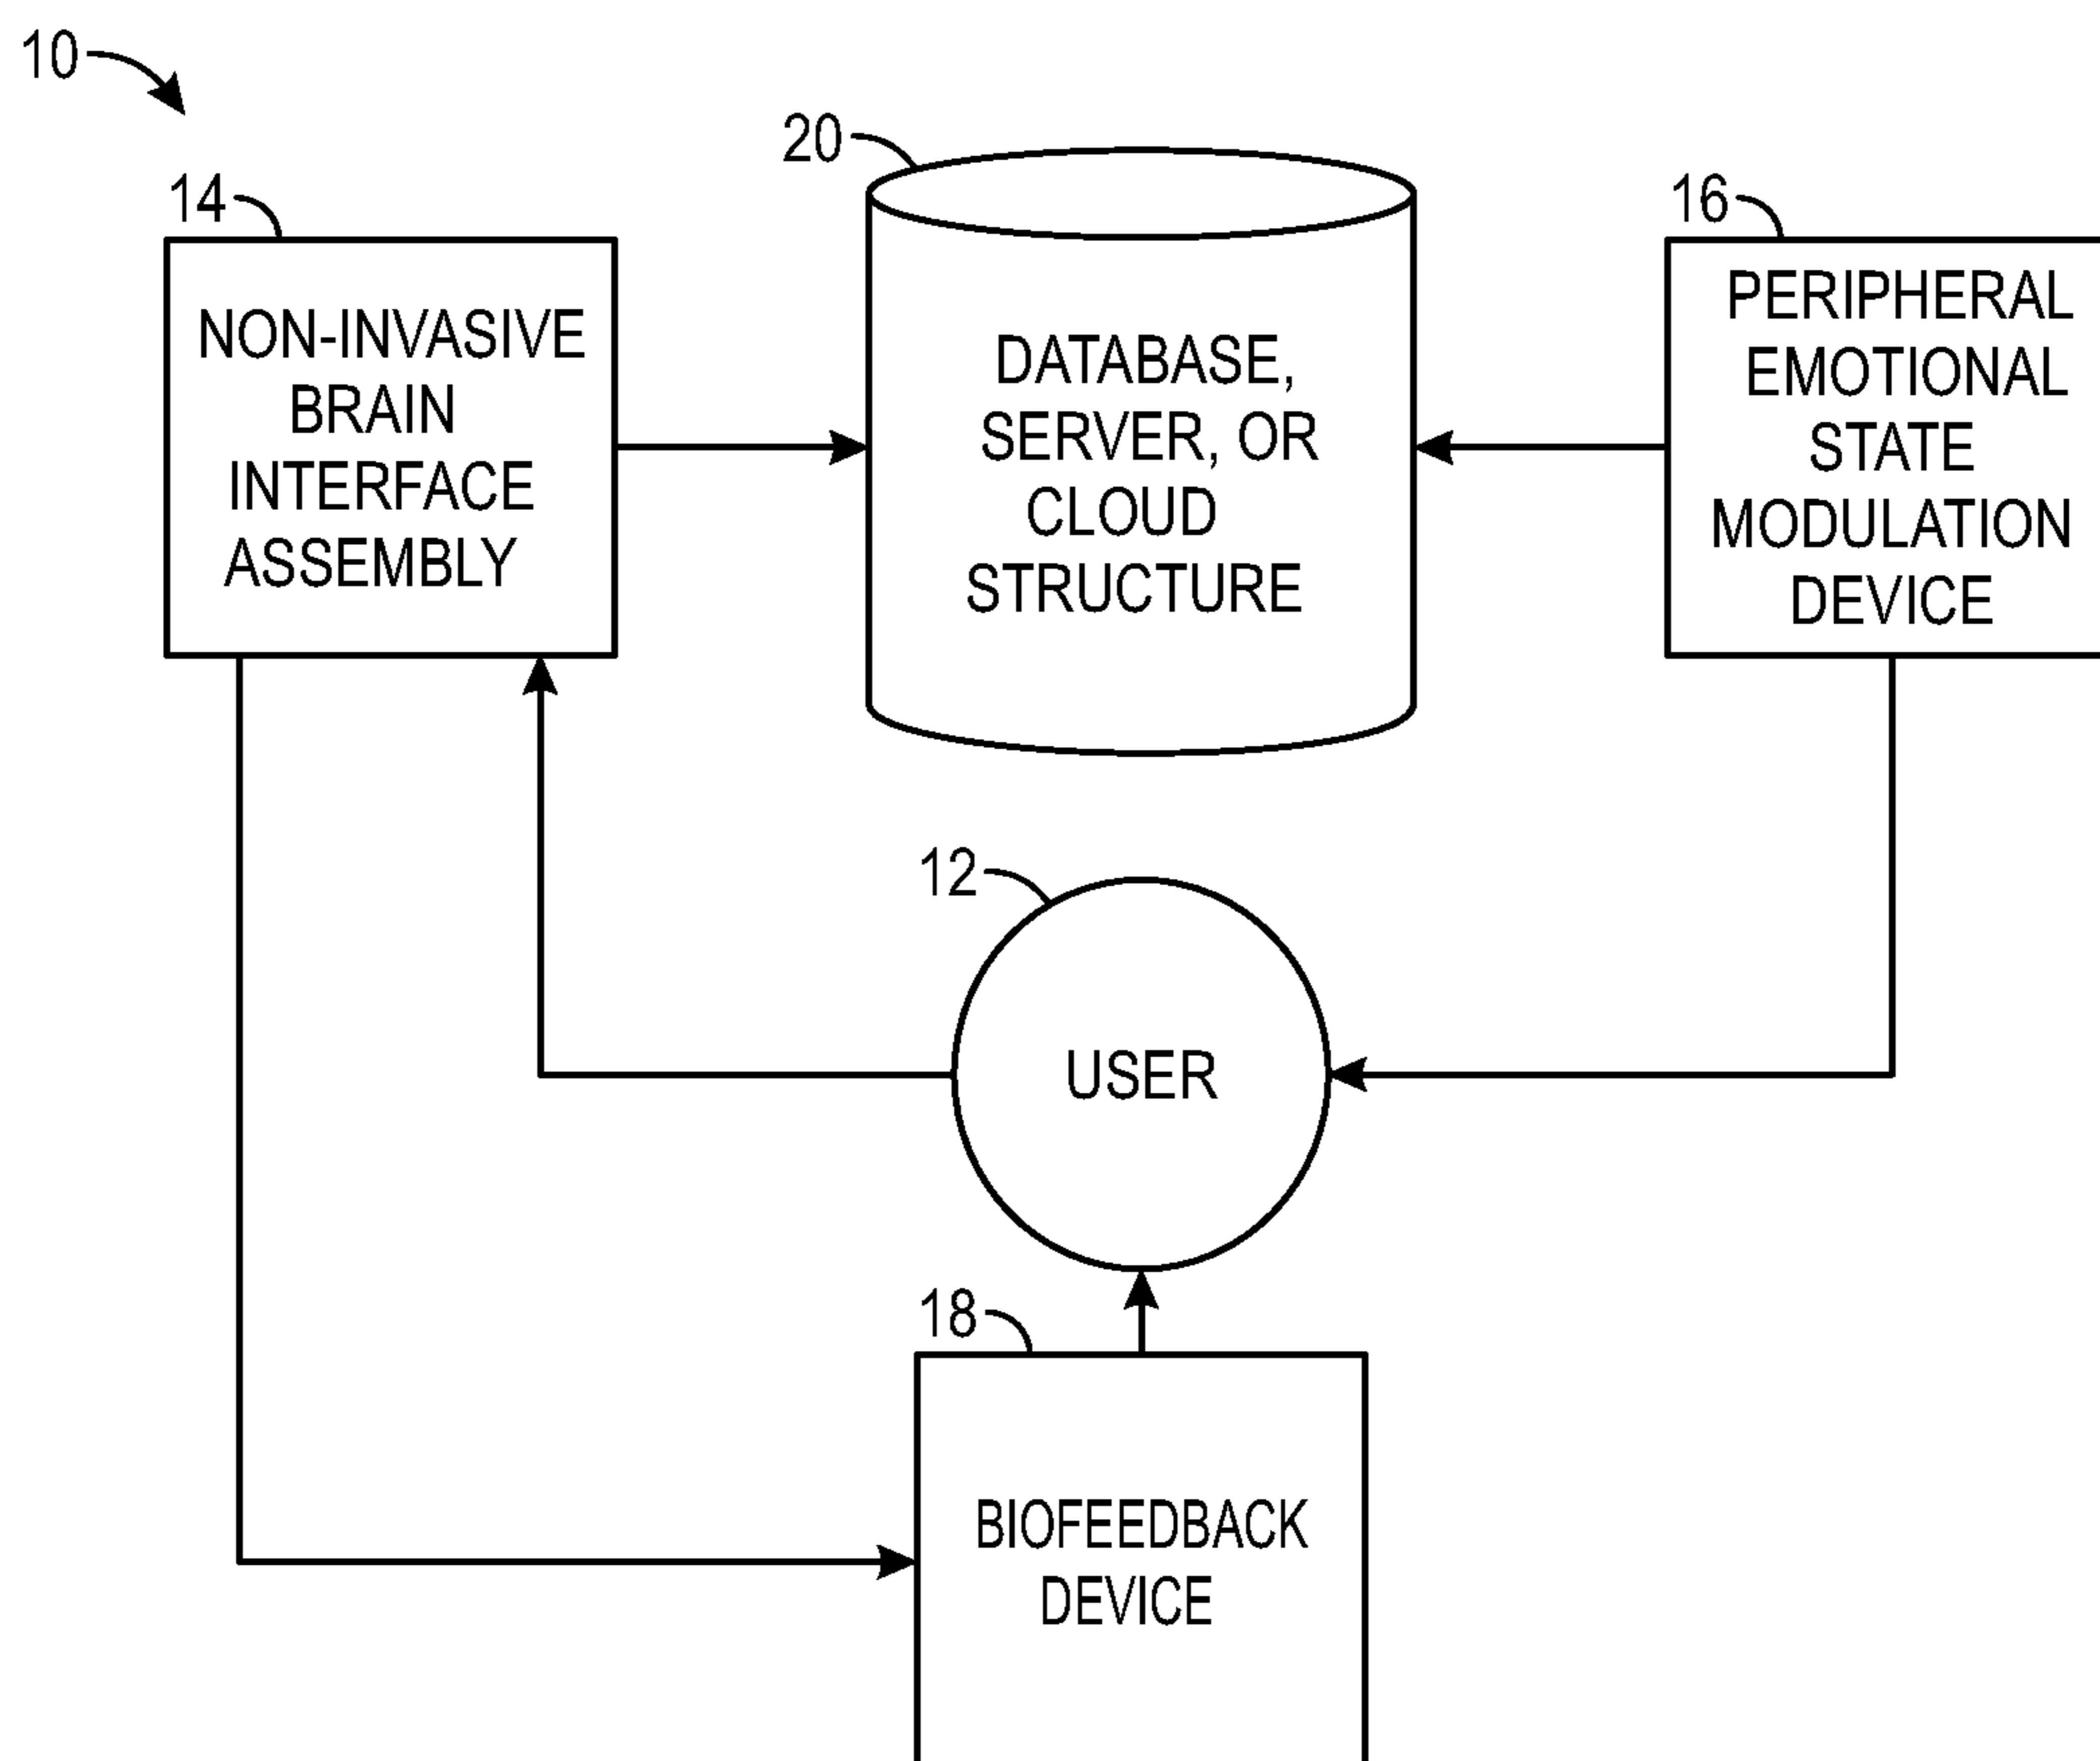 10
14
NON-INVASIVE
BRAIN
INTERFACE
ASSEMBLY
20
DATABASE,
SERVER, OR
CLOUD
STRUCTURE
16
PERIPHERAL
EMOTIONAL
STATE
MODULATION
DEVICE
12
USER
18
BIOFEEDBACK
DEVICE